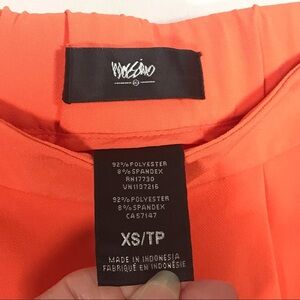 Mossimo
92%POLYESTER
8%SPANDEX
RN17730
VN1187216
92%POLYESTER
8%SPANDEX
CA57147
XS/TP
MADE IN INDONESIA
FABRIQUÉ EN INDONÉSIE